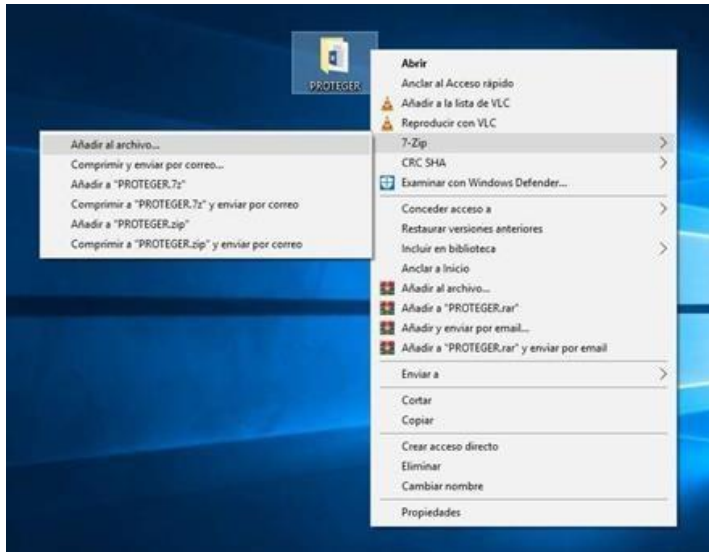 PROTEGER
Abrir
Anclar al Acceso rápido
Añadir a la lista de VLC
Reproducir con VLC
7-Zip
CRC SHA
Examinar con Windows Defender...
Conceder acceso a
Restaurar versiones anteriores
Incluir en biblioteca
Anclar a Inicio
Añadir al archivo...
Añadir a "PROTEGER.rar"
Añadir y enviar por email...
Añadir a "PROTEGER.rar" y enviar por email
Enviar a
Cortar
Copiar
Crear acceso directo
Eliminar
Cambiar nombre
Propiedades
Añadir al archivo...
Comprimir y enviar por correo...
Añadir a "PROTEGER.7z"
Comprimir a "PROTEGER.7z" y enviar por correo
Añadir a "PROTEGER.zip"
Comprimir a "PROTEGER.zip" y enviar por correo